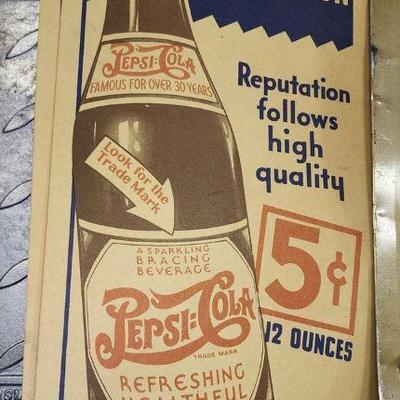 PEPSI:COLA
FAMOUS FOR OVER 30 YEARS
Look for the
Trade Mark
Reputation
follows
high
quality
5¢
12 OUNCES
A SPARKLING
BRACING
BEVERAGE
PEPSI:COLA
TRADE MARK
REFRESHING
HEALTHFUL